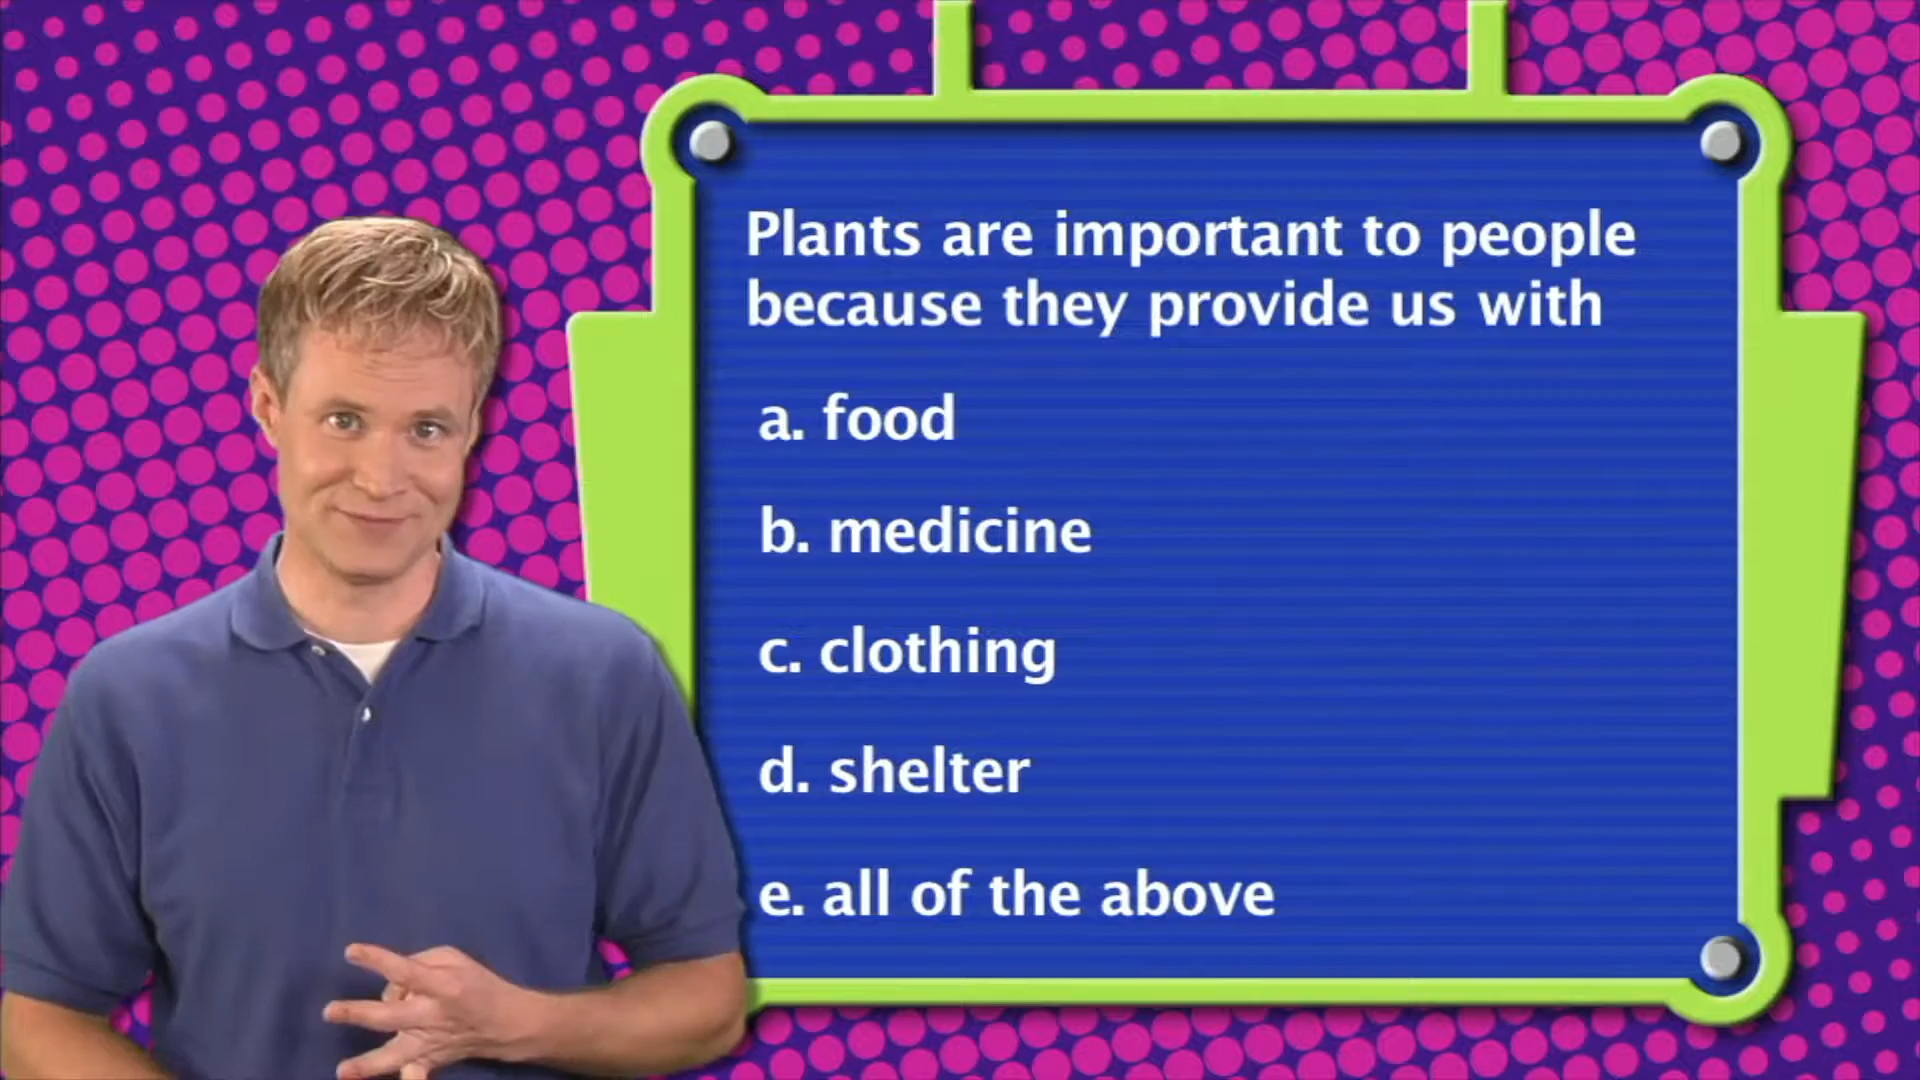 Plants are important to people
because they provide us with
a. food
b. medicine
c. clothing
d. shelter
e. all of the above